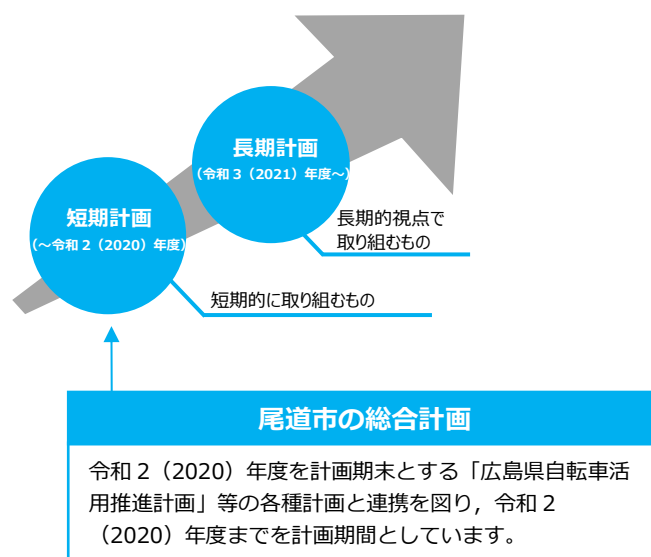 長期計画
（令和３（2021）年度～）
短期計画
（～令和２（2020）年度）
長期的視点で
取り組むもの
短期的に取り組むもの
尾道市の総合計画
令和２（2020）年度を計画期末とする「広島県自転車活
用推進計画」等の各種計画と連携を図り，令和２
（2020）年度までを計画期間としています。